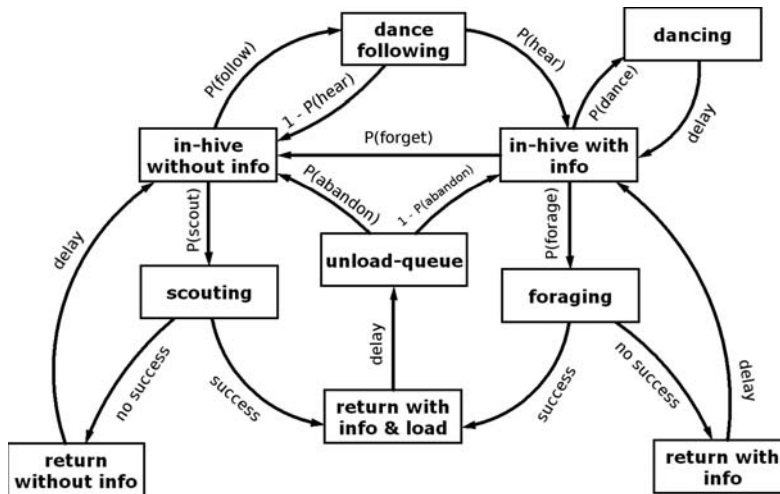 dance
following
dancing
P(follow)
1 - P(hear)
P(hear)
P(dance)
delay
in-hive
without info
P(forget)
in-hive with
info
P(scout)
P(abandon)
1 - P(abandon)
P(forage)
delay
scouting
unload-queue
foraging
no success
success
delay
success
no success
delay
return
without info
return with
info & load
return with
info